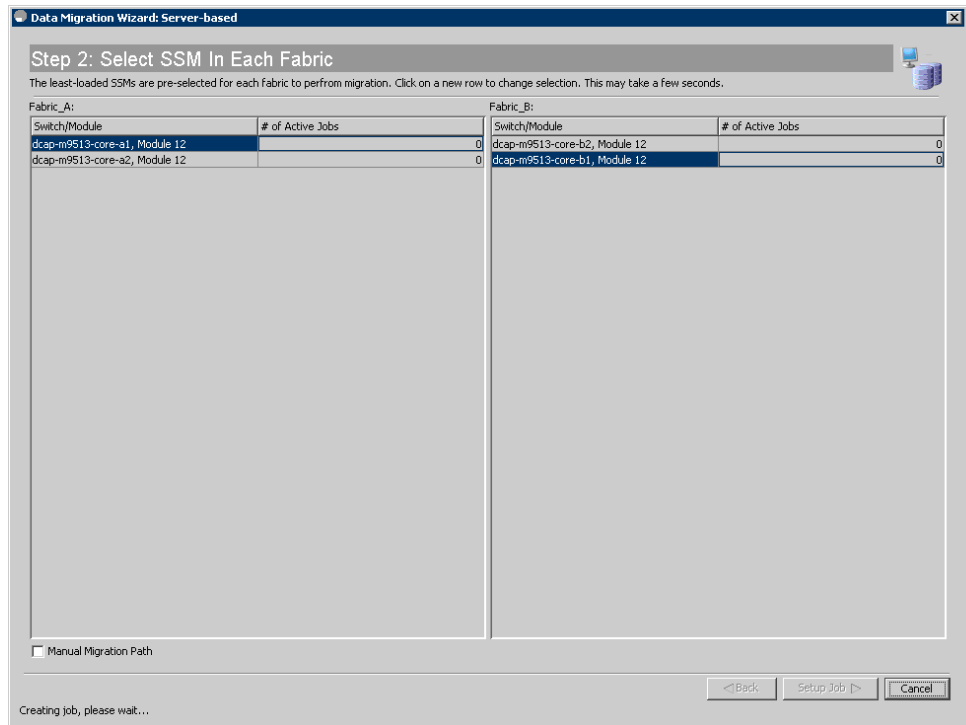 Data Migration Wizard: Server-based
Step 2: Select SSM In Each Fabric
The least-loaded SSMs are pre-selected for each fabric to perfrom migration. Click on a new row to change selection. This may take a few seconds.
Fabric_A:
Switch/Module # of Active Jobs
dcap-m9513-core-a1, Module 12 0
dcap-m9513-core-a2, Module 12 0
Fabric_B:
Switch/Module # of Active Jobs
dcap-m9513-core-b2, Module 12 0
dcap-m9513-core-b1, Module 12 0
Manual Migration Path
Back Setup Job Cancel
Creating job, please wait...